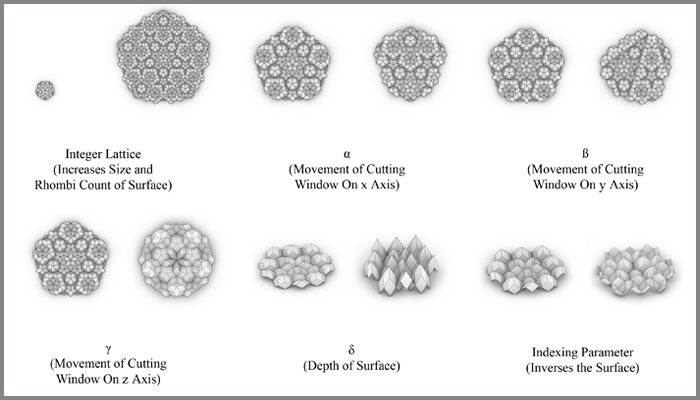 Integer Lattice
(Increases Size and
Rhombi Count of Surface)
α
(Movement of Cutting
Window On x Axis)
ß
(Movement of Cutting
Window On y Axis)
γ
(Movement of Cutting
Window On z Axis)
δ
(Depth of Surface)
Indexing Parameter
(Inverses the Surface)